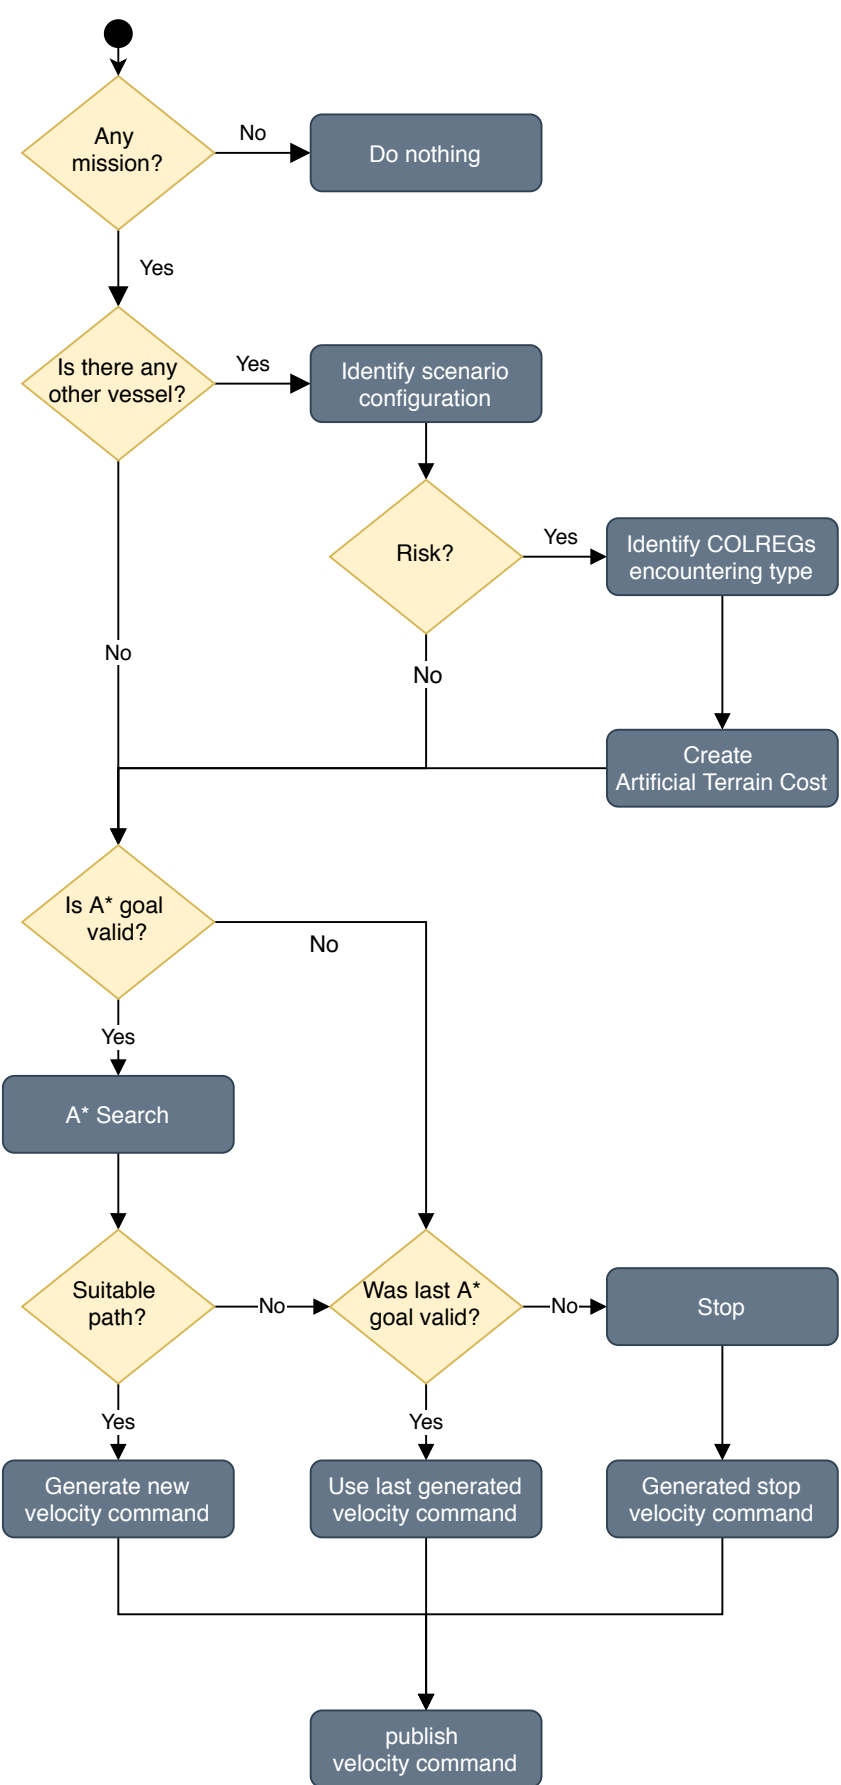 Any
mission?
No
Do nothing
Yes
Is there any
other vessel?
Yes
Identify scenario
configuration
Risk?
Yes
Identify COLREGs
encountering type
No
No
Create
Artificial Terrain Cost
Is A* goal
valid?
No
Yes
A* Search
Suitable
path?
No
Was last A*
goal valid?
No
Stop
Yes
Yes
Generate new
velocity command
Use last generated
velocity command
Generated stop
velocity command
publish
velocity command